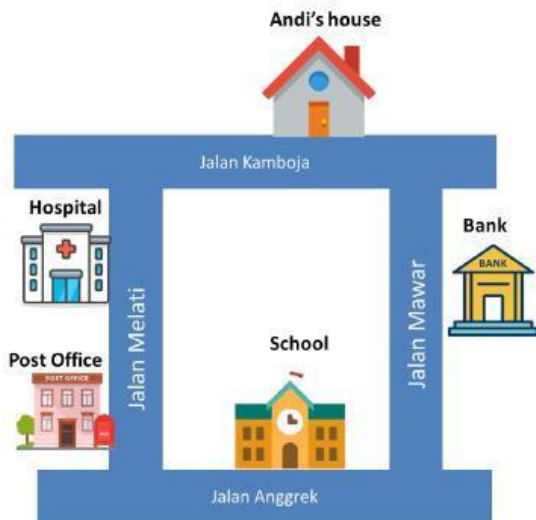 Andi's house
Jalan Kamboja
Hospital
Bank
BANK
Jalan Melati
Jalan Mawar
School
Post Office
POST OFFICE
Jalan Anggrek